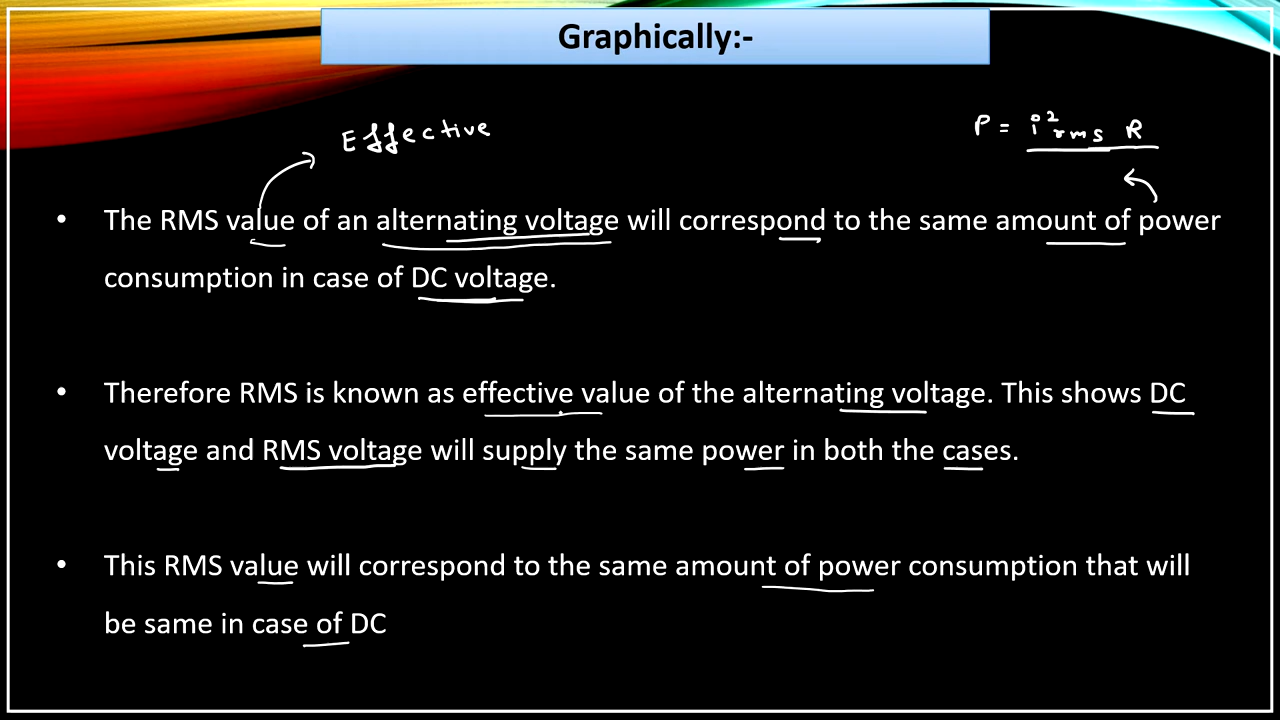 Graphically:-
Effective
P = i²rms R
• The RMS value of an alternating voltage will correspond to the same amount of power
consumption in case of DC voltage.
• Therefore RMS is known as effective value of the alternating voltage. This shows DC
voltage and RMS voltage will supply the same power in both the cases.
• This RMS value will correspond to the same amount of power consumption that will
be same in case of DC